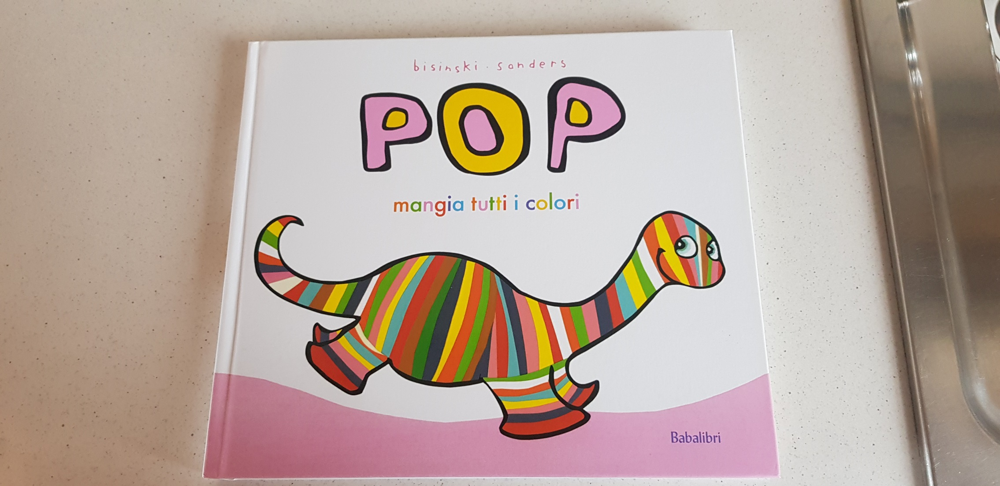 bisinski · sanders
POP
mangia tutti i colori
Babalibri